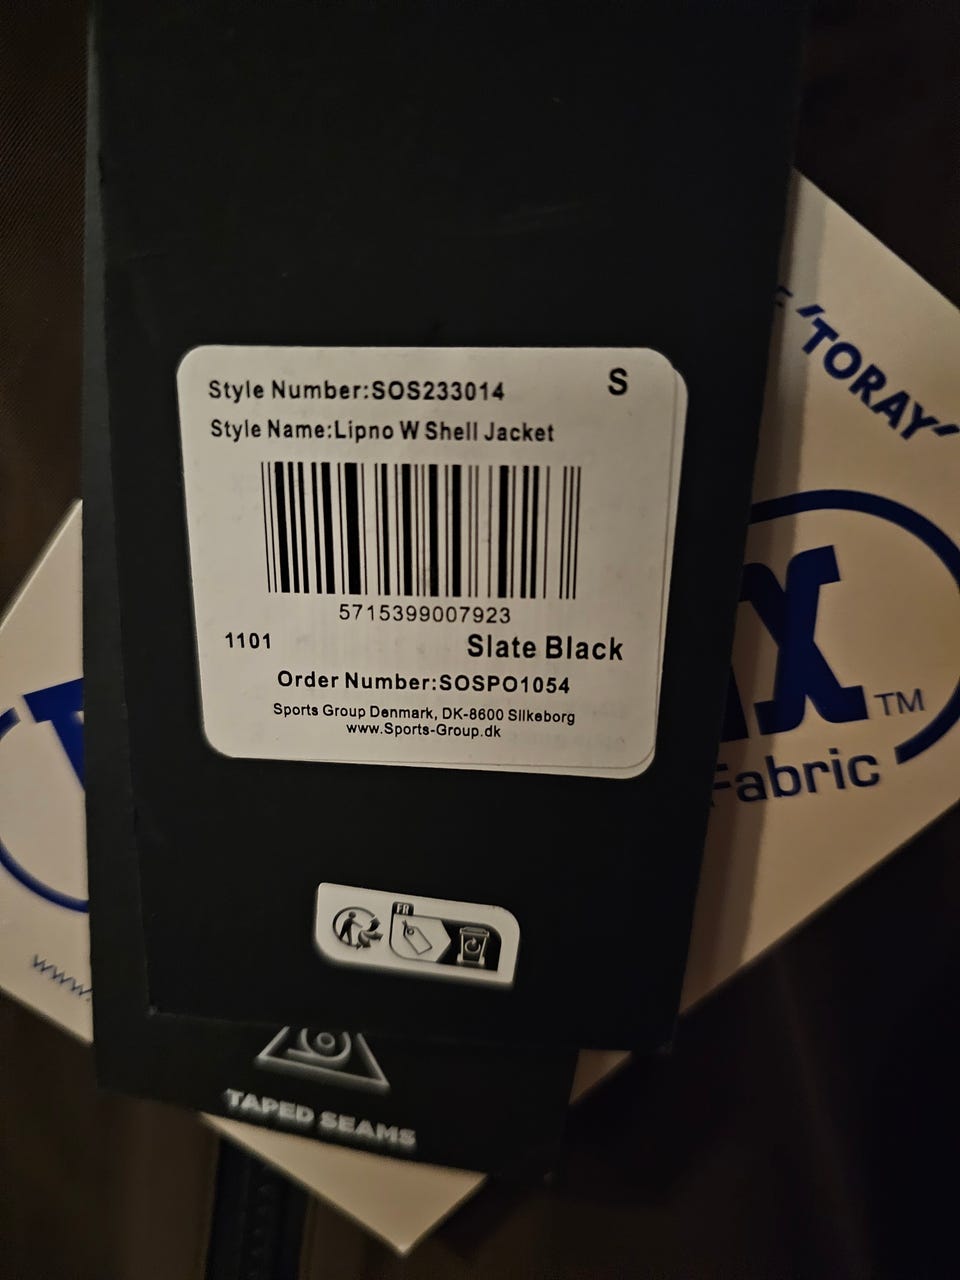 Style Number:SOS233014
S
Style Name:Lipno W Shell Jacket
5715399007923
1101
Slate Black
Order Number:SOSPO1054
Sports Group Denmark, DK-8600 Silkeborg
www.Sports-Group.dk
FR
TAPED SEAMS
'TORAY'
TM
Fabric
www.